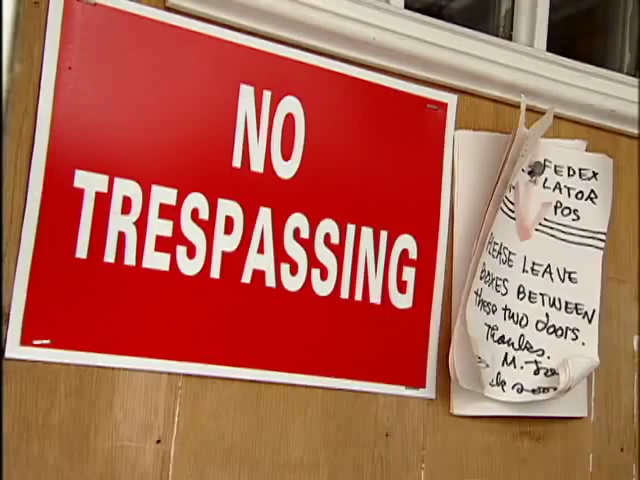 NO
TRESPASSING
FEDEX
LATOR
POS
PLEASE LEAVE
BOXES BETWEEN
these two doors.
Thanks.
M.